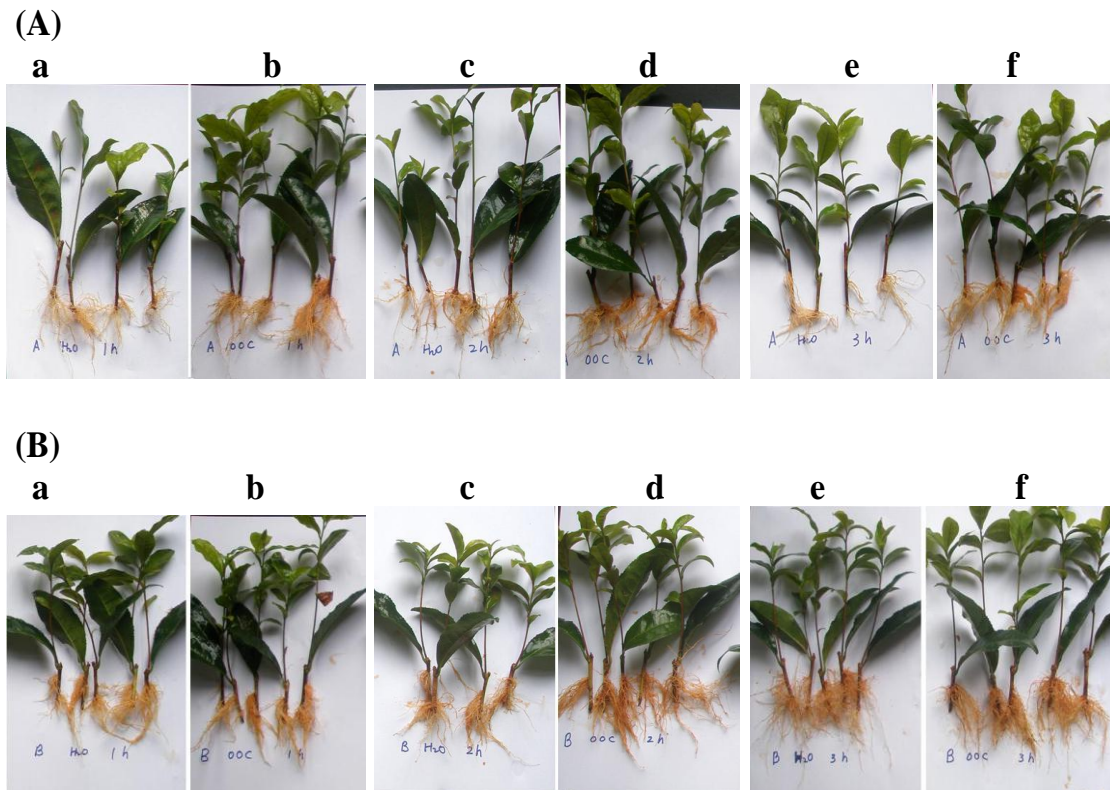 (A)
a b c d e f
A H₂O 1h A OOC 1h A H₂O 2h A OOC 2h A H₂O 3h A OOC 3h
(B)
a b c d e f
B H₂O 1h B OOC 1h B H₂O 2h B OOC 2h B H₂O 3h B OOC 3h